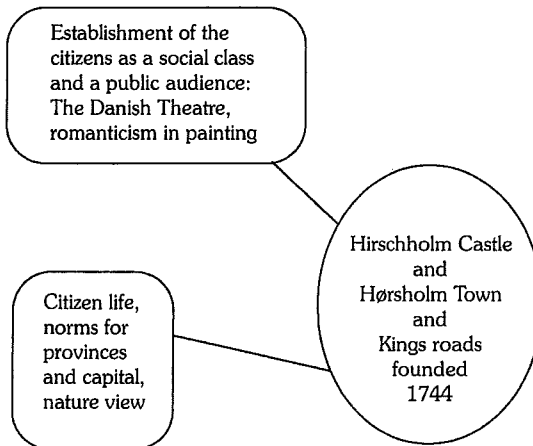 Establishment of the
citizens as a social class
and a public audience:
The Danish Theatre,
romanticism in painting
Hirschholm Castle
and
Hørsholm Town
and
Kings roads
founded
1744
Citizen life,
norms for
provinces
and capital,
nature view